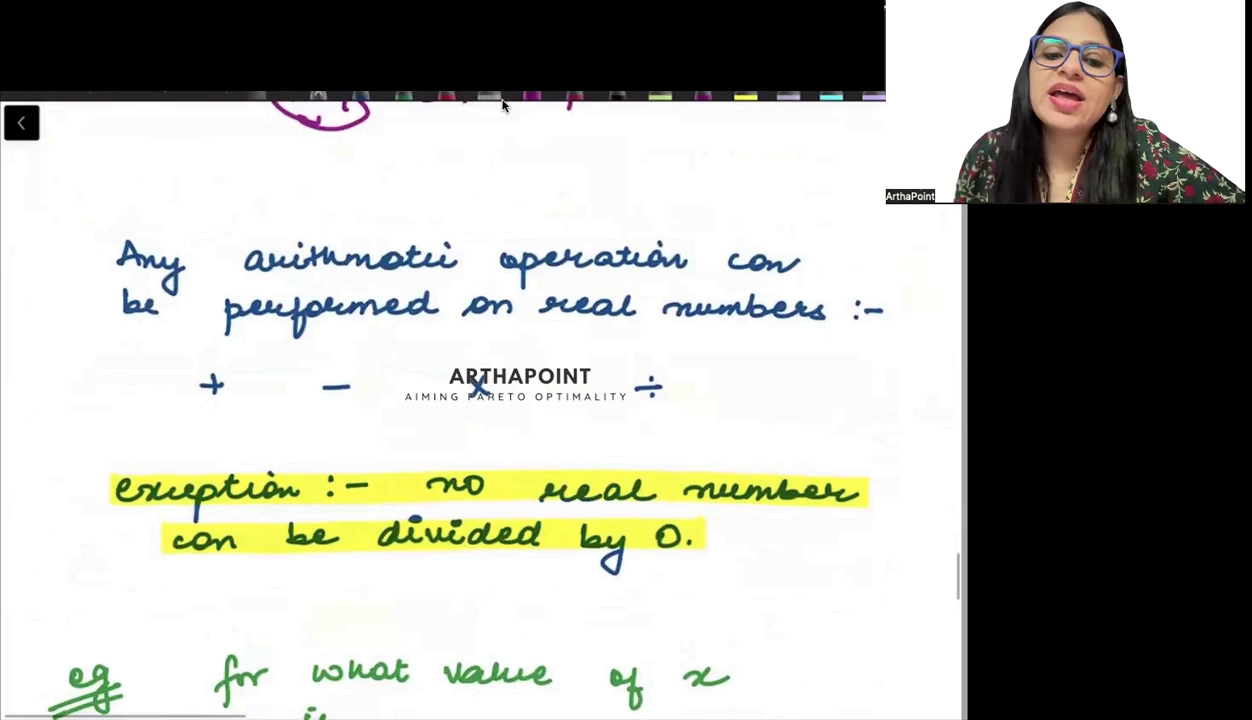 ArthaPoint
Any arithmatic operation can
be performed on real numbers :-
+ - x ÷
ARTHAPOINT
AIMING PARETO OPTIMALITY
exception :- no real number
can be divided by 0.
eg for what value of x